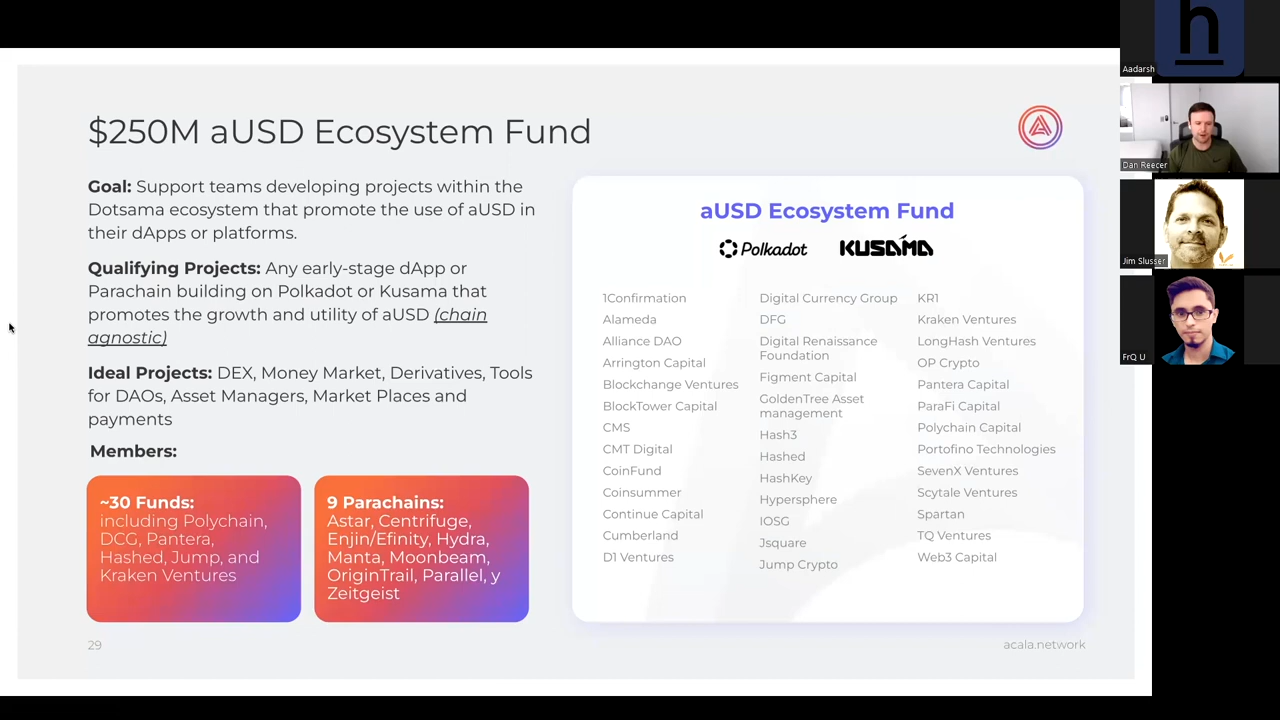 $250M aUSD Ecosystem Fund
Goal: Support teams developing projects within the
Dotsama ecosystem that promote the use of aUSD in
their dApps or platforms.
Qualifying Projects: Any early-stage dApp or
Parachain building on Polkadot or Kusama that
promotes the growth and utility of aUSD (chain
agnostic)
Ideal Projects: DEX, Money Market, Derivatives, Tools
for DAOs, Asset Managers, Market Places and
payments
Members:
~30 Funds:
including Polychain,
DCG, Pantera,
Hashed, Jump, and
Kraken Ventures
9 Parachains:
Astar, Centrifuge,
Enjin/Efinity, Hydra,
Manta, Moonbeam,
OriginTrail, Parallel, y
Zeitgeist
aUSD Ecosystem Fund
Polkadot
KUSAMA
1Confirmation
Alameda
Alliance DAO
Arrington Capital
Blockchange Ventures
BlockTower Capital
CMS
CMT Digital
CoinFund
Coinsummer
Continue Capital
Cumberland
D1 Ventures
Digital Currency Group
DFG
Digital Renaissance
Foundation
Figment Capital
GoldenTree Asset
management
Hash3
Hashed
HashKey
Hypersphere
IOSG
Jsquare
Jump Crypto
KR1
Kraken Ventures
LongHash Ventures
OP Crypto
Pantera Capital
ParaFi Capital
Polychain Capital
Portofino Technologies
SevenX Ventures
Scytale Ventures
Spartan
TQ Ventures
Web3 Capital
29
acala.network
h
Aadarsh
Dan Reecer
Jim Slusser
FrQ U